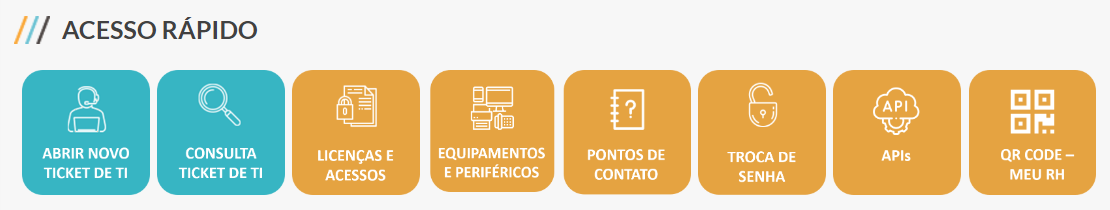 ACESSO RÁPIDO
ABRIR NOVO
TICKET DE TI
CONSULTA
TICKET DE TI
LICENÇAS E
ACESSOS
EQUIPAMENTOS
E PERIFÉRICOS
?
PONTOS DE
CONTATO
TROCA DE
SENHA
API
APIs
QR CODE –
MEU RH